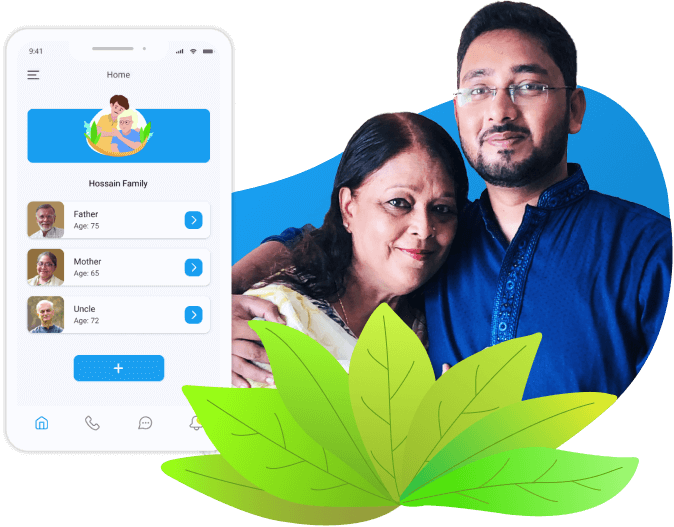 9:41
Home
Hossain Family
Father
Age: 75
Mother
Age: 65
Uncle
Age: 72
+